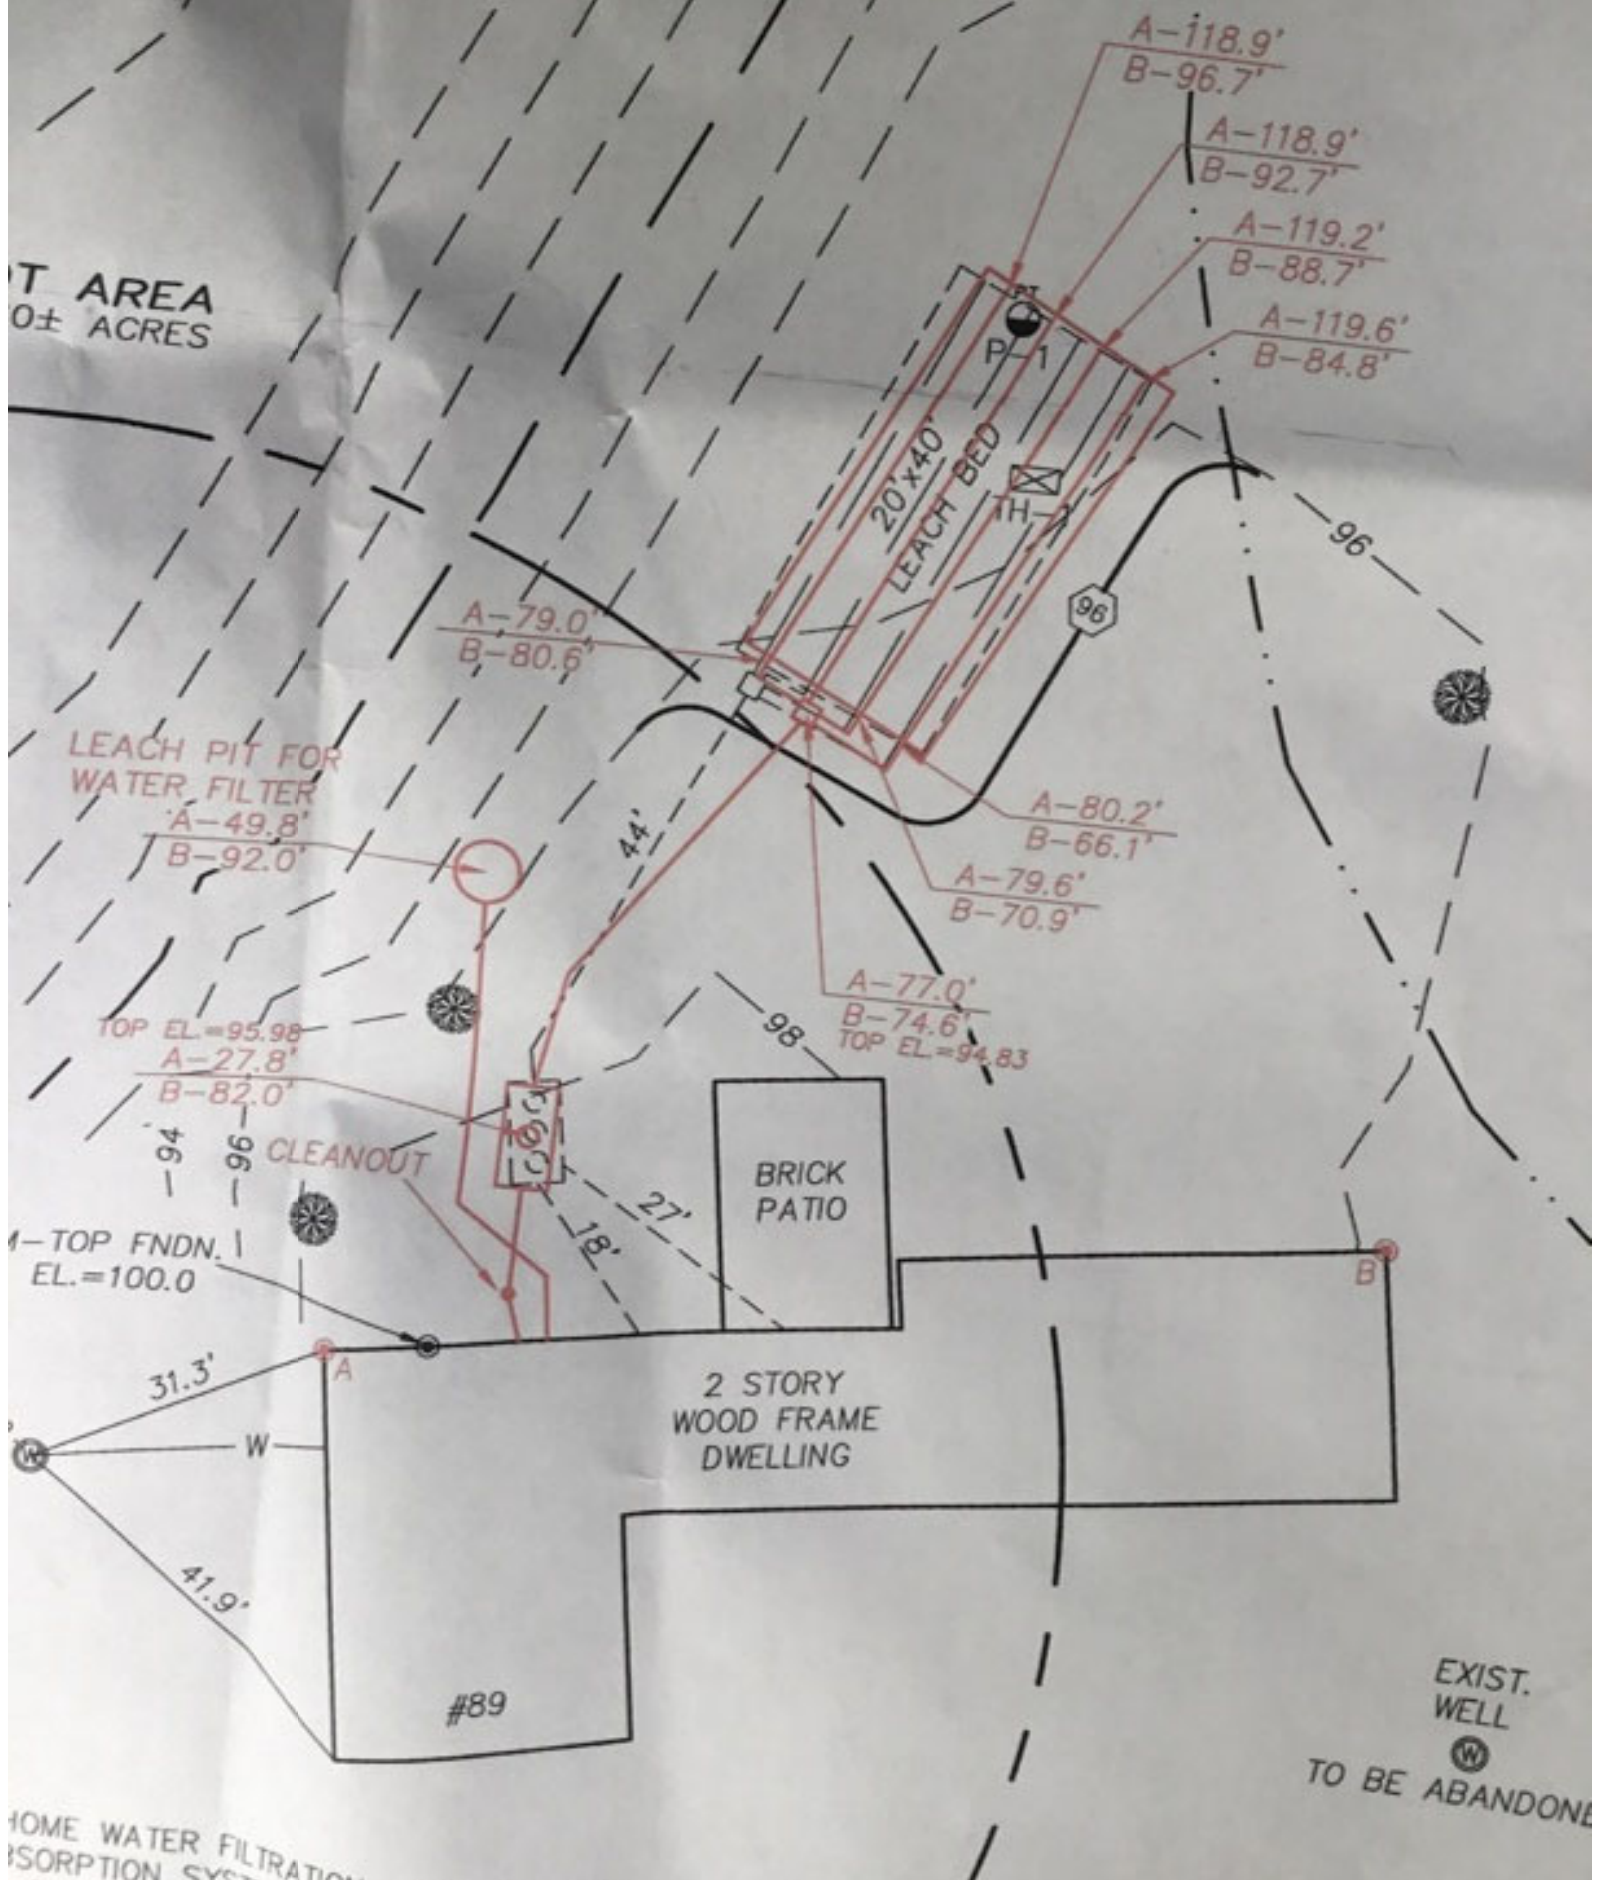 A-118.9'
B-96.7'
A-118.9'
B-92.7'
A-119.2'
B-88.7'
A-119.6'
B-84.8'
T AREA
0± ACRES
PT
P-1
20'x40'
LEACH BED
TH-
96
96
A-79.0'
B-80.6'
LEACH PIT FOR
WATER FILTER
A-49.8'
B-92.0'
44'
A-80.2'
B-66.1'
A-79.6'
B-70.9'
A-77.0'
B-74.6'
TOP EL.=94.83
98
TOP EL.=95.98
A-27.8'
B-82.0'
CLEANOUT
94
96
27'
18'
BRICK
PATIO
-TOP FNDN.
EL.=100.0
B
A
31.3'
W
W
2 STORY
WOOD FRAME
DWELLING
41.9'
#89
EXIST.
WELL
W
TO BE ABANDONE
HOME WATER FILTRATION
BSORPTION